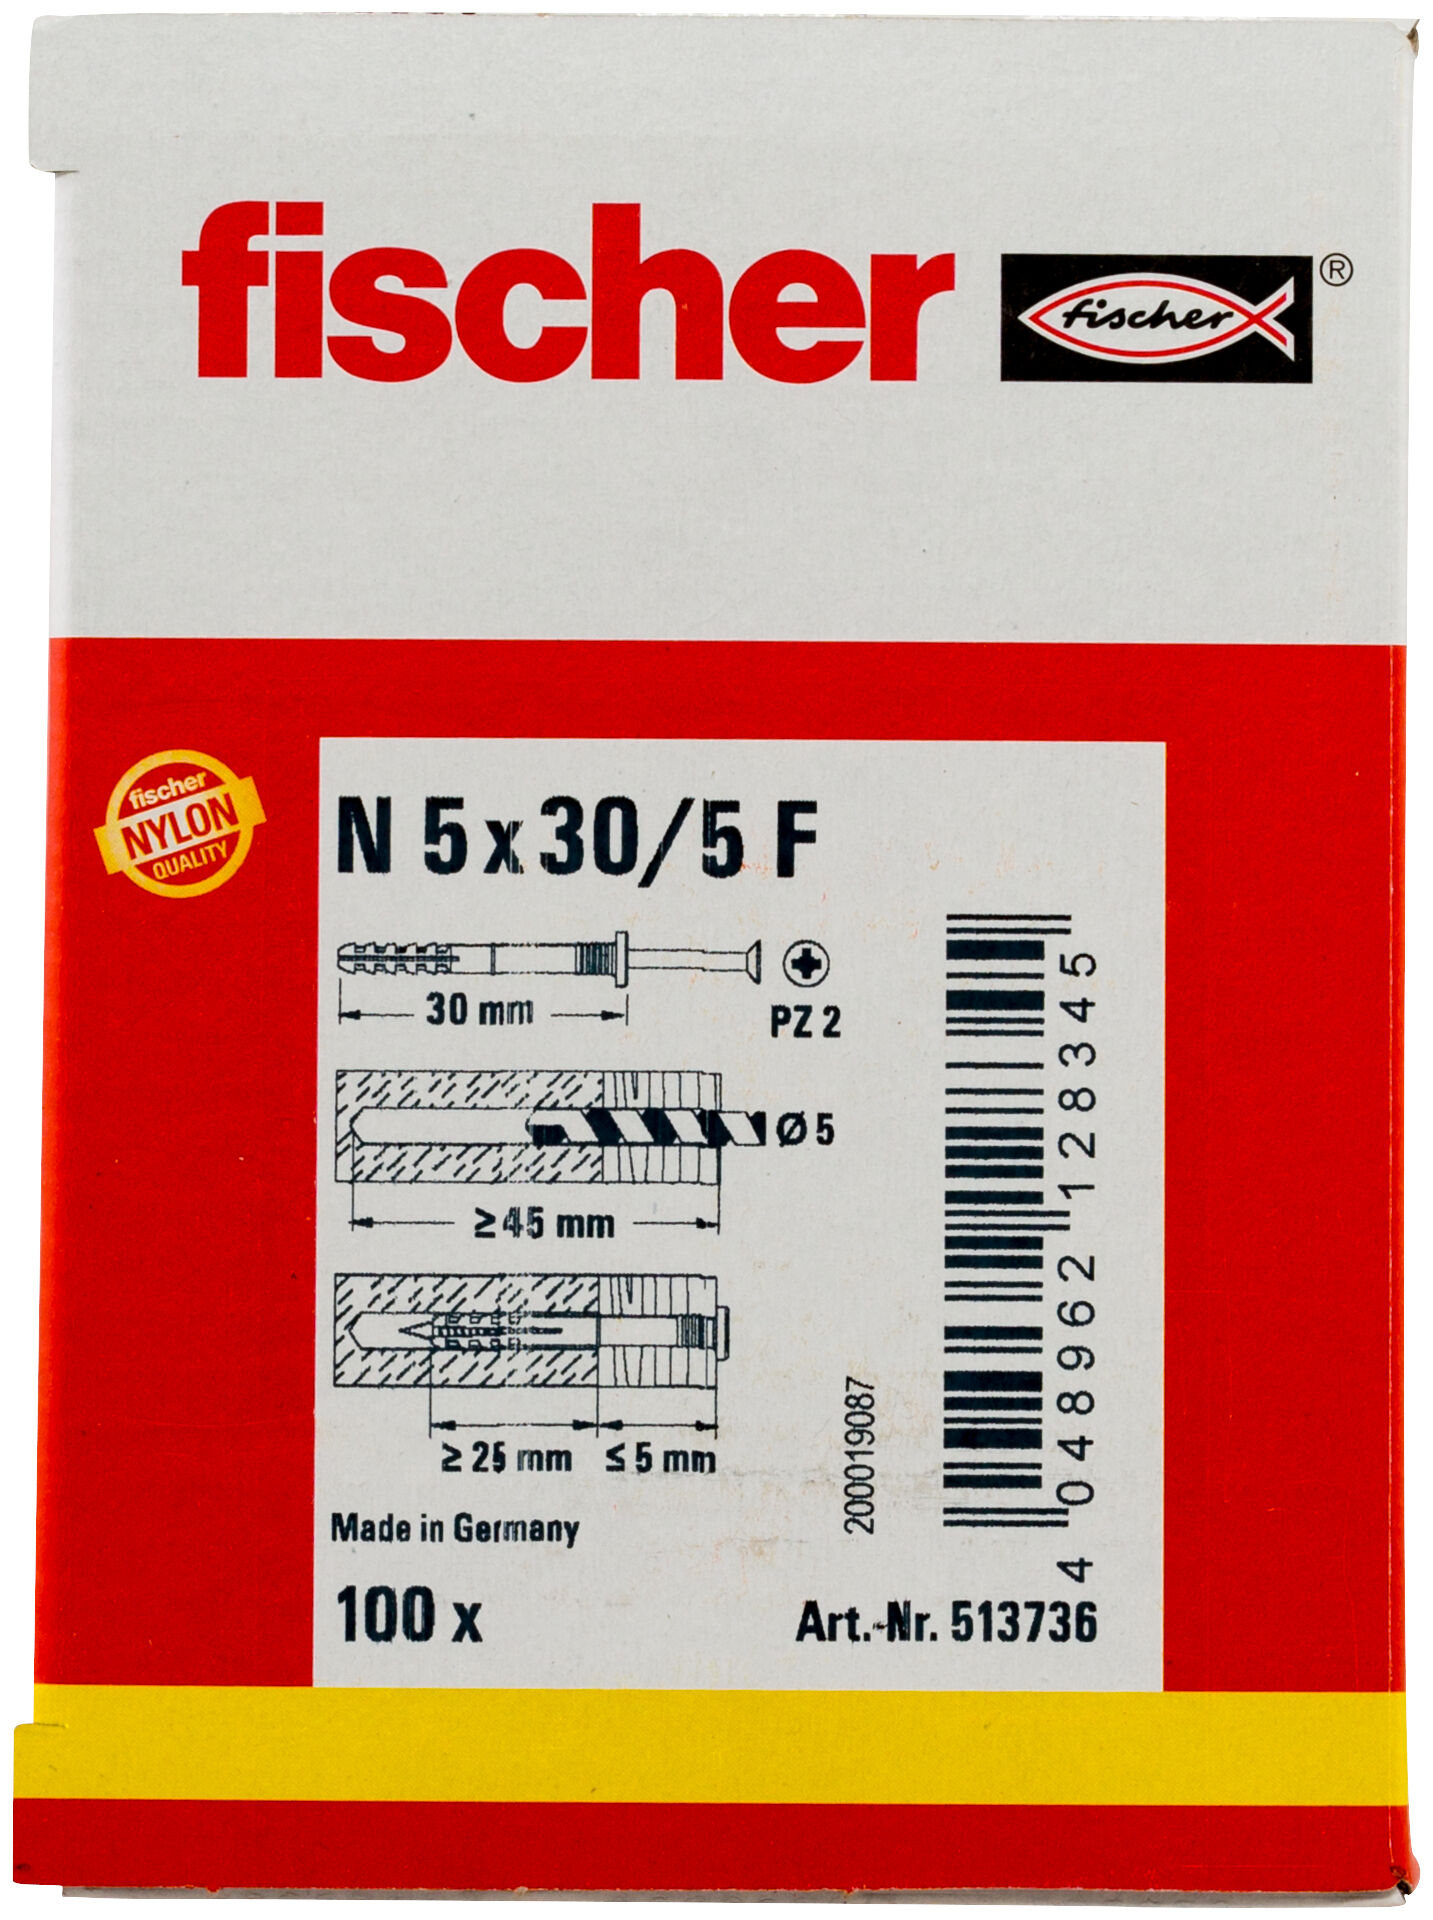 fischer
fischer ®
fischer
NYLON
QUALITY
N 5 x 30/5 F
30 mm
PZ 2
Ø 5
≥ 45 mm
≥ 25 mm ≤ 5 mm
Made in Germany
100 x
200019087
4 048962 128345
Art.-Nr. 513736